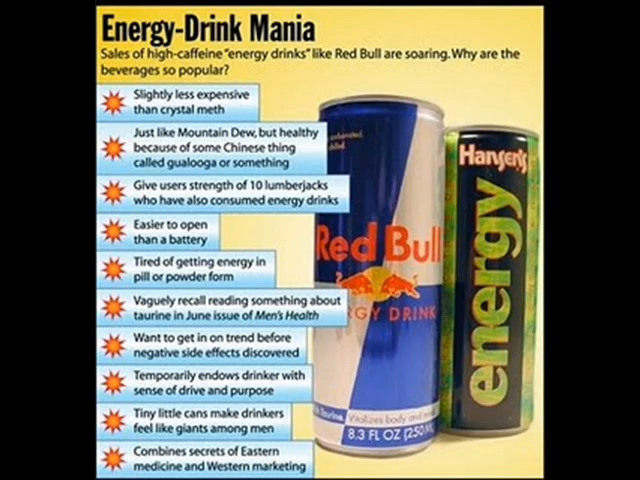 Energy-Drink Mania
Sales of high-caffeine "energy drinks" like Red Bull are soaring. Why are the
beverages so popular?
Slightly less expensive
than crystal meth
Just like Mountain Dew, but healthy
because of some Chinese thing
called gualooga or something
Give users strength of 10 lumberjacks
who have also consumed energy drinks
Easier to open
than a battery
Tired of getting energy in
pill or powder form
Vaguely recall reading something about
taurine in June issue of Men's Health
Want to get in on trend before
negative side effects discovered
Temporarily endows drinker with
sense of drive and purpose
Tiny little cans make drinkers
feel like giants among men
Combines secrets of Eastern
medicine and Western marketing
Red Bull
RGY DRINK
Taurine. Vitalizes body and
8.3 FL OZ (250
Hansen's
energy